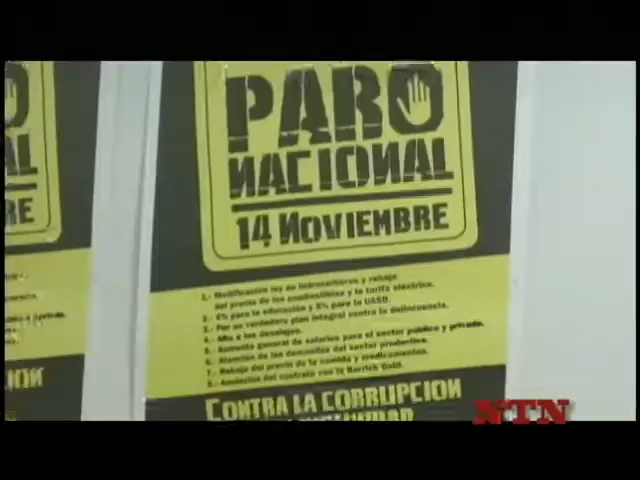 PARO
NACIONAL
14 NOVIEMBRE
1.- Modificación ley de hidrocarburos y rebaja
del precio de los combustibles y la tarifa eléctrica.
2.- 4% para la educación y 5% para la UASD.
3.- Por un verdadero plan integral contra la delincuencia.
4.- No a los desalojos.
5.- Aumento general de salarios para el sector público y privado.
6.- Atención de las demandas del sector productivo.
7.- Rebaja del precio de la comida y medicamentos.
8.- Anulación del contrato con la Barrick Gold.
CONTRA LA CORRUPCION
AL
RE
CION
NTN